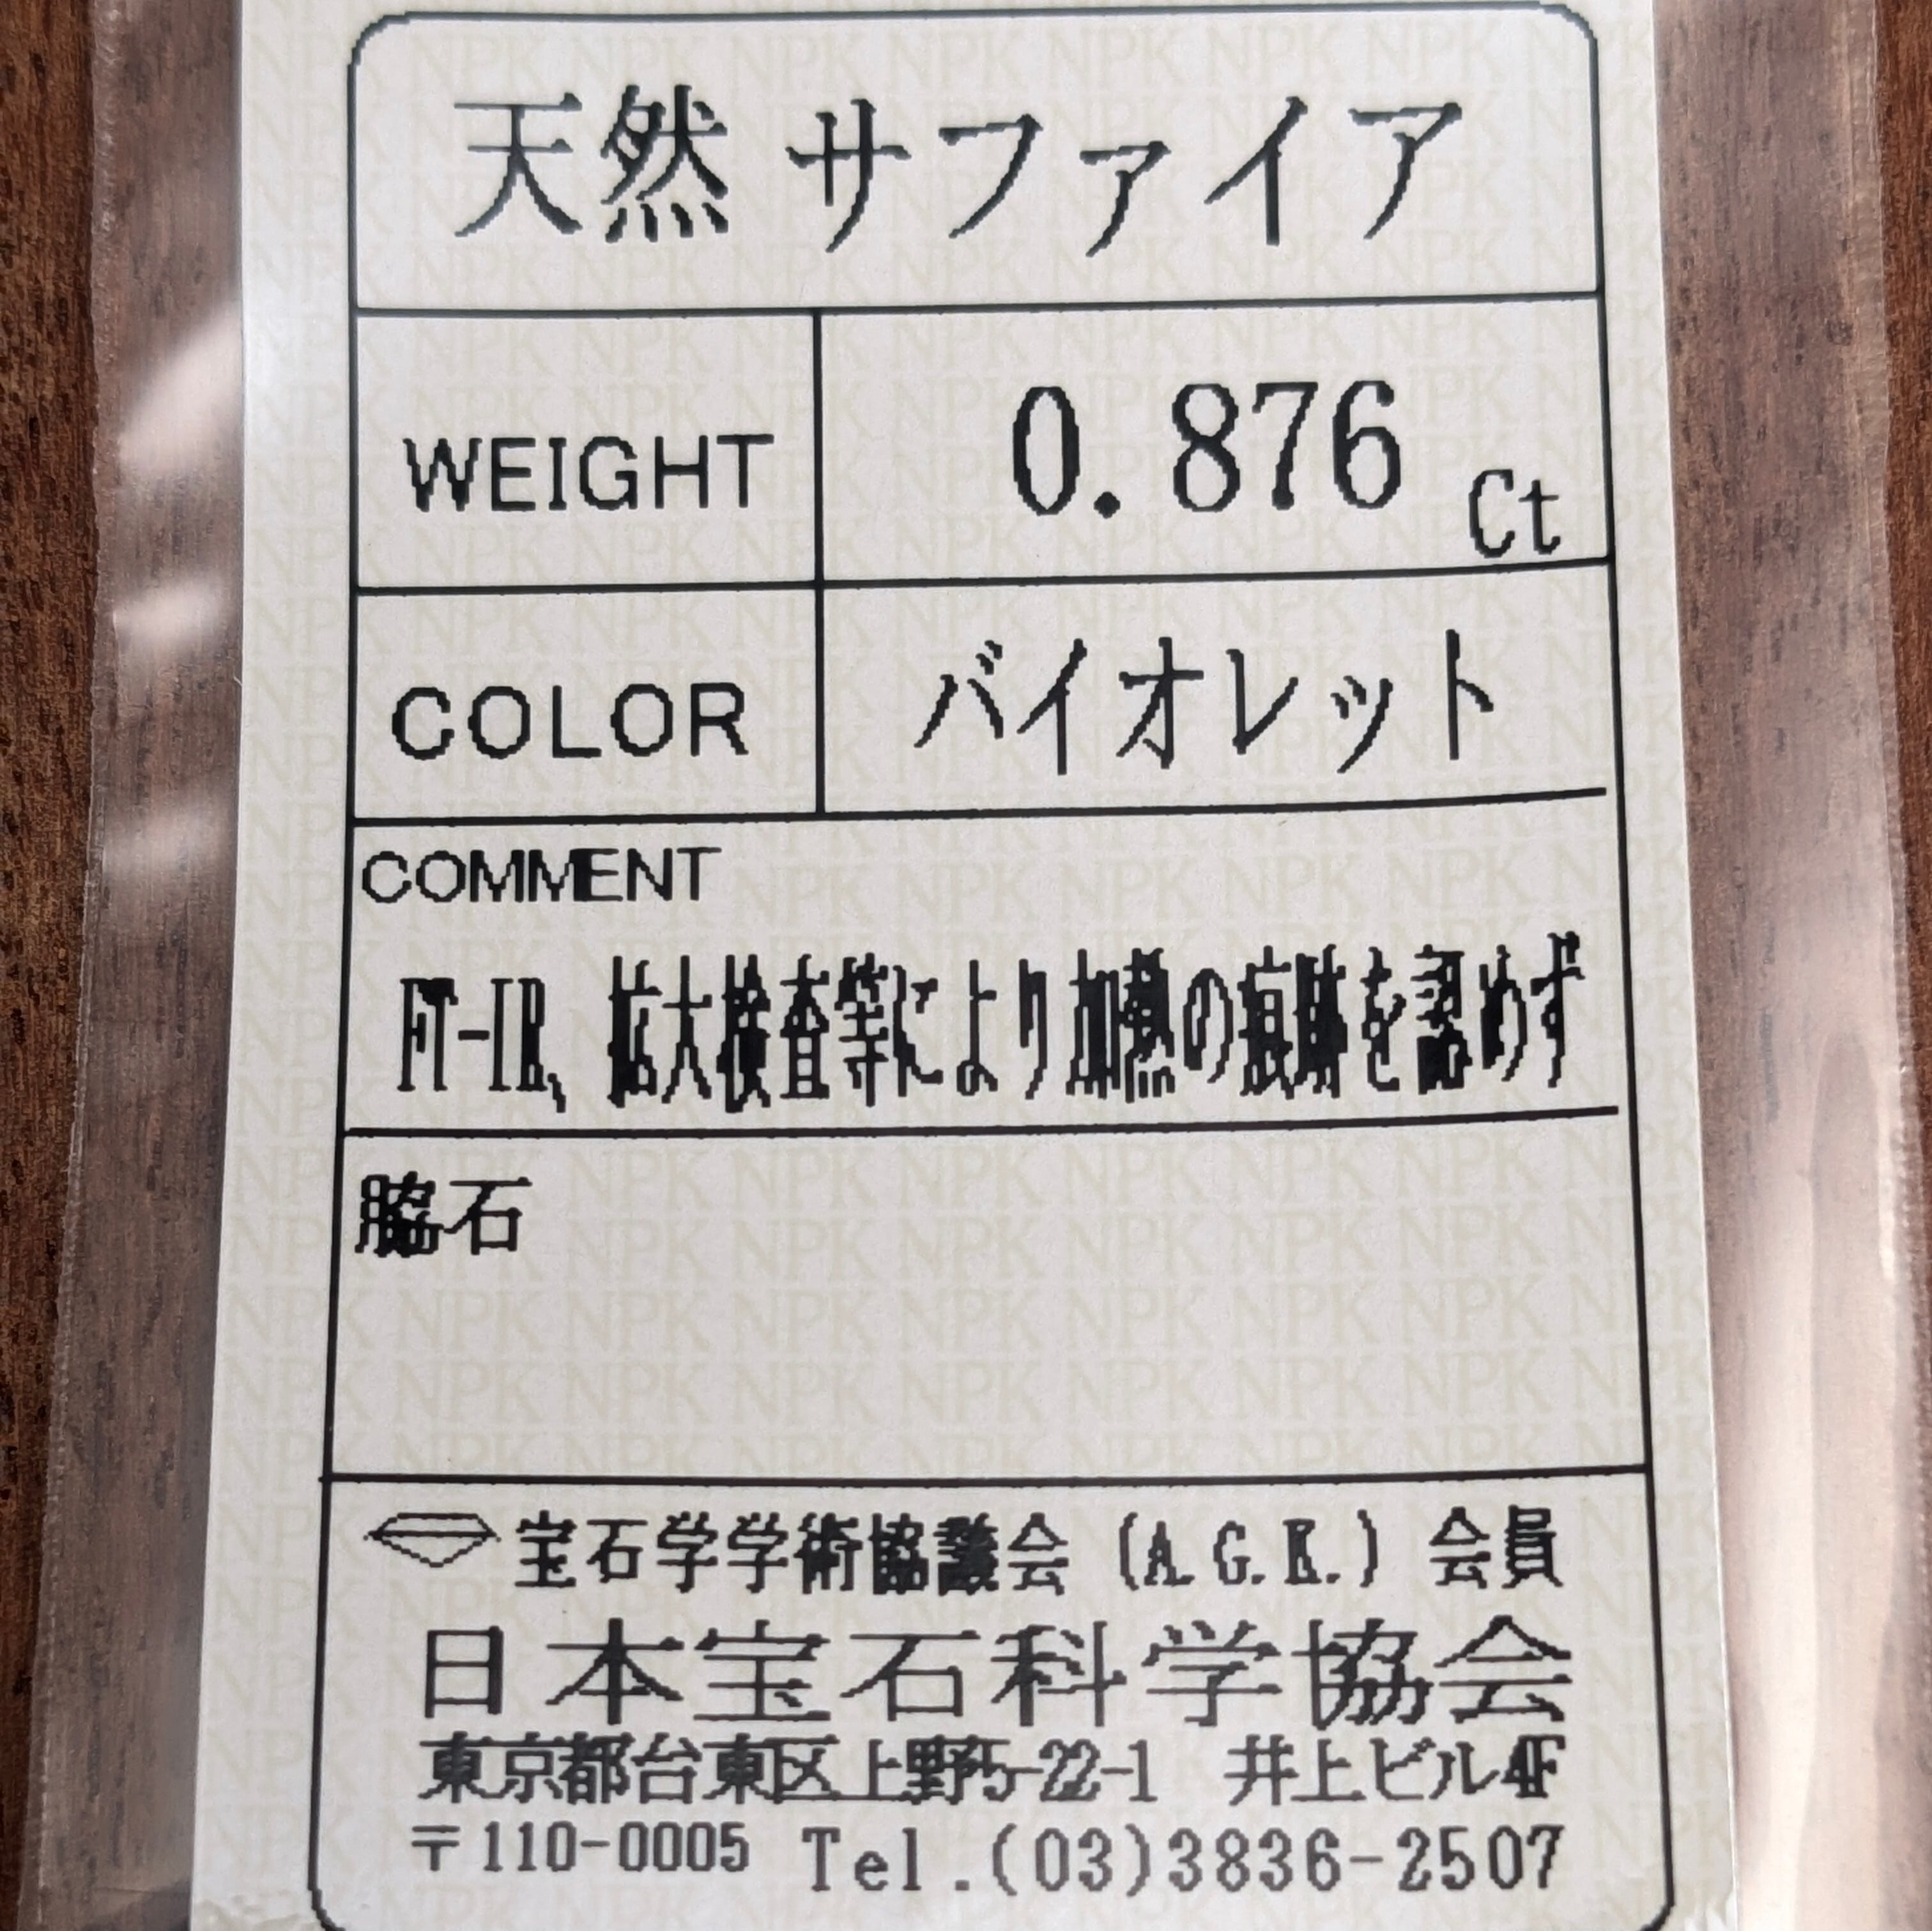 天然 サファイア
WEIGHT 0.876 Ct
COLOR バイオレット
COMMENT
FT-IR、拡大検査等により加熱の痕跡を認めず
脇石
宝石学学術協議会 (A.G.K.) 会員
日本宝石科学協会
東京都台東区上野5-22-1 井上ビル4F
〒110-0005 Tel.(03)3836-2507